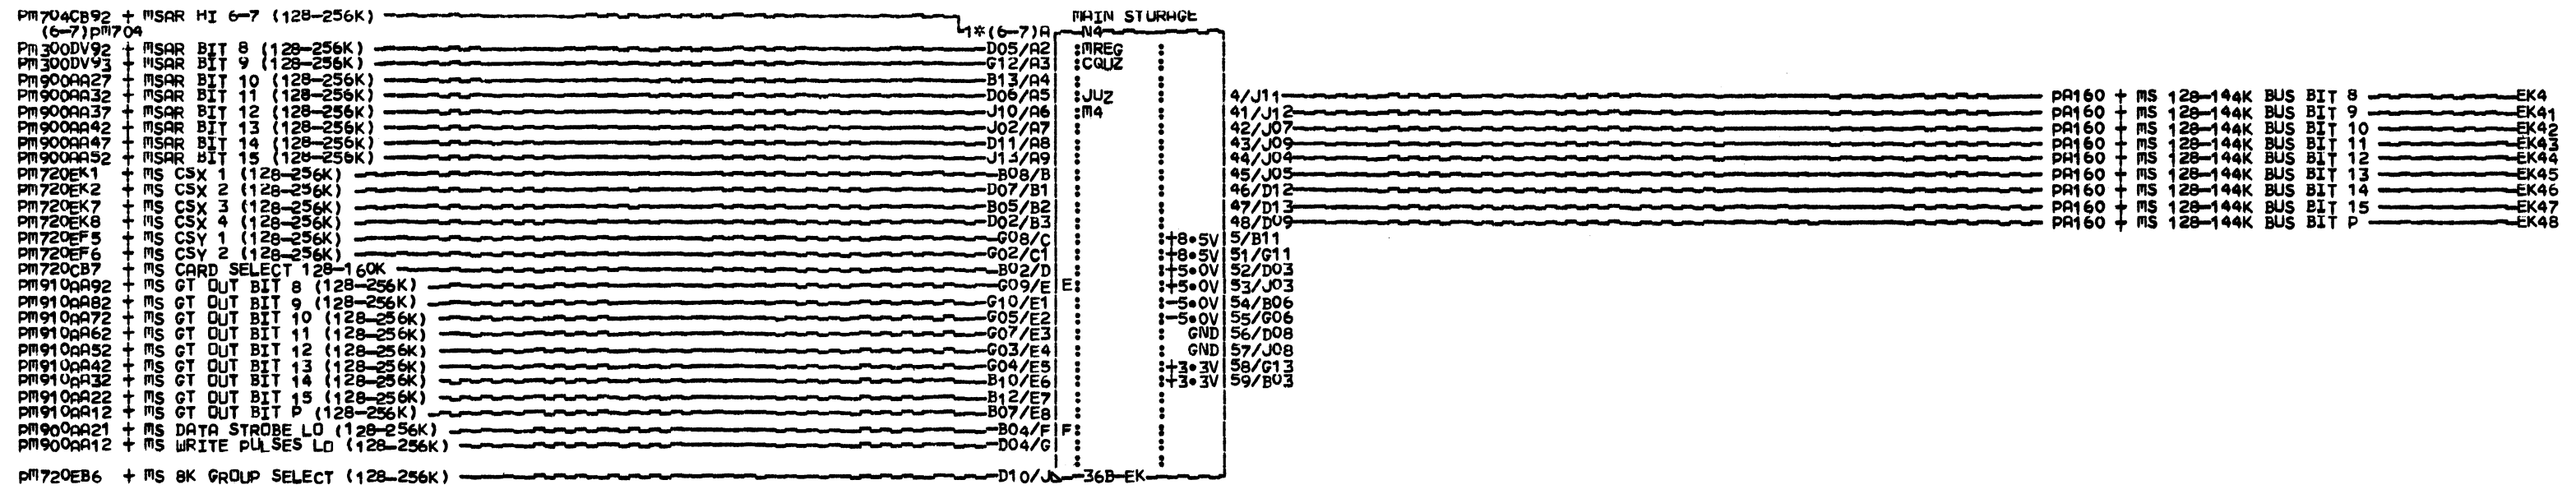 PM704CB92 + MSAR HI 6-7 (128-256K) MAIN STORAGE
(6-7)PM704 1*(6-7)A N4
PM300DV92 + MSAR BIT 8 (128-256K) D05/A2 :MREG :
PM300DV93 + MSAR BIT 9 (128-256K) G12/A3 :CQUZ :
PM900AA27 + MSAR BIT 10 (128-256K) B13/A4 : :
PM900AA32 + MSAR BIT 11 (128-256K) D06/A5 :JUZ : 4/J11 PA160 + MS 128-144K BUS BIT 8 EK4
PM900AA37 + MSAR BIT 12 (128-256K) J10/A6 :M4 : 41/J12 PA160 + MS 128-144K BUS BIT 9 EK41
PM900AA42 + MSAR BIT 13 (128-256K) J02/A7 : : 42/J07 PA160 + MS 128-144K BUS BIT 10 EK42
PM900AA47 + MSAR BIT 14 (128-256K) D11/A8 : : 43/J09 PA160 + MS 128-144K BUS BIT 11 EK43
PM900AA52 + MSAR BIT 15 (128-256K) J13/A9 : : 44/J04 PA160 + MS 128-144K BUS BIT 12 EK44
PM720EK1 + MS CSX 1 (128-256K) B08/B : : 45/J05 PA160 + MS 128-144K BUS BIT 13 EK45
PM720EK2 + MS CSX 2 (128-256K) D07/B1 : : 46/D12 PA160 + MS 128-144K BUS BIT 14 EK46
PM720EK7 + MS CSX 3 (128-256K) B05/B2 : : 47/D13 PA160 + MS 128-144K BUS BIT 15 EK47
PM720EK8 + MS CSX 4 (128-256K) D02/B3 : : 48/D09 PA160 + MS 128-144K BUS BIT P EK48
PM720EF5 + MS CSY 1 (128-256K) G08/C : :+8.5V 5/B11
PM720EF6 + MS CSY 2 (128-256K) G02/C1 : :+8.5V 51/G11
PM720CB7 + MS CARD SELECT 128-160K B02/D : :+5.0V 52/D03
PM910AA92 + MS GT OUT BIT 8 (128-256K) G09/E E: :+5.0V 53/J03
PM910AA82 + MS GT OUT BIT 9 (128-256K) G10/E1 : :-5.0V 54/B06
PM910AA72 + MS GT OUT BIT 10 (128-256K) G05/E2 : :-5.0V 55/G06
PM910AA62 + MS GT OUT BIT 11 (128-256K) G07/E3 : GND 56/D08
PM910AA52 + MS GT OUT BIT 12 (128-256K) G03/E4 : GND 57/J08
PM910AA42 + MS GT OUT BIT 13 (128-256K) G04/E5 : :+3.3V 58/G13
PM910AA32 + MS GT OUT BIT 14 (128-256K) B10/E6 : :+3.3V 59/B03
PM910AA22 + MS GT OUT BIT 15 (128-256K) B12/E7 : :
PM910AA12 + MS GT OUT BIT P (128-256K) B07/E8 : :
PM900AA21 + MS DATA STROBE LO (128-256K) B04/F F: :
PM900AA12 + MS WRITE PULSES LO (128-256K) D04/G : :
PM720EB6 + MS 8K GROUP SELECT (128-256K) D10/J 36B-EK